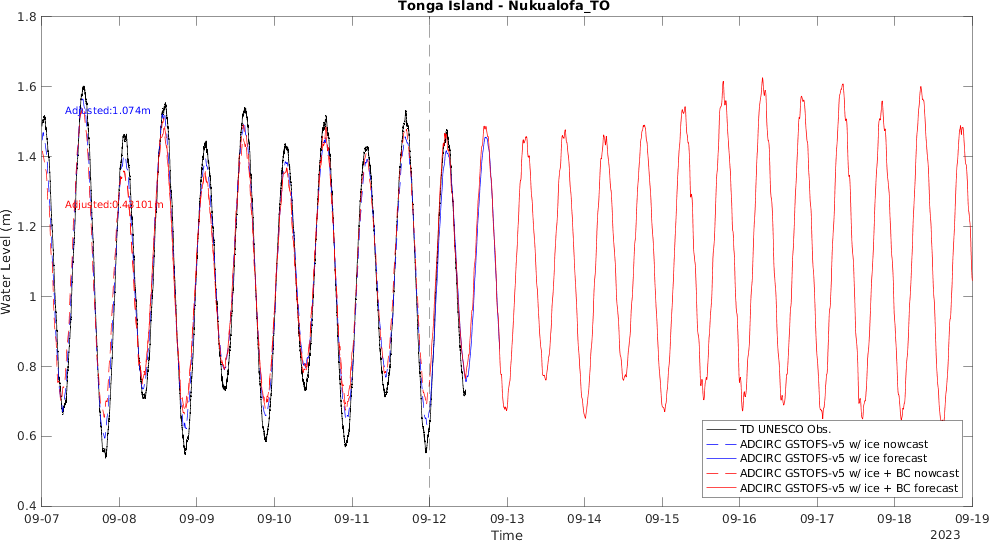 Tonga Island - Nukualofa_TO
1.8
1.6
1.4
1.2
1
0.8
0.6
0.4
Water Level (m)
Adjusted:1.074m
Adjusted:0.43101m
TD UNESCO Obs.
ADCIRC GSTOFS-v5 w/ ice nowcast
ADCIRC GSTOFS-v5 w/ ice forecast
ADCIRC GSTOFS-v5 w/ ice + BC nowcast
ADCIRC GSTOFS-v5 w/ ice + BC forecast
09-07 09-08 09-09 09-10 09-11 09-12 09-13 09-14 09-15 09-16 09-17 09-18 09-19
Time
2023